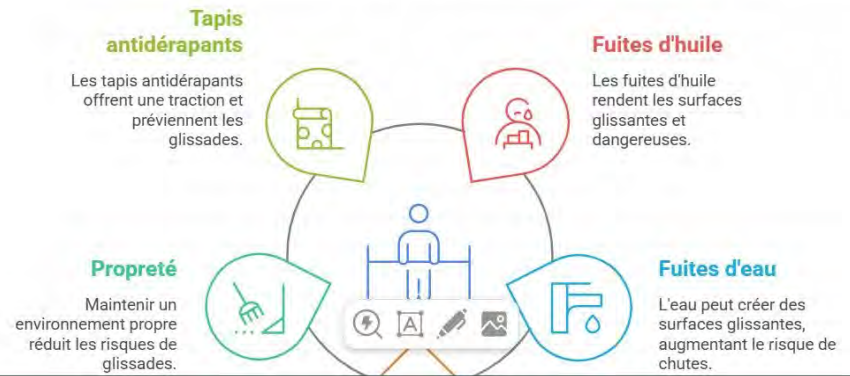 Tapis
antidérapants
Les tapis antidérapants
offrent une traction et
préviennent les
glissades.
Fuites d'huile
Les fuites d'huile
rendent les surfaces
glissantes et
dangereuses.
Propreté
Maintenir un
environnement propre
réduit les risques de
glissades.
Fuites d'eau
L'eau peut créer des
surfaces glissantes,
augmentant le risque de
chutes.
A